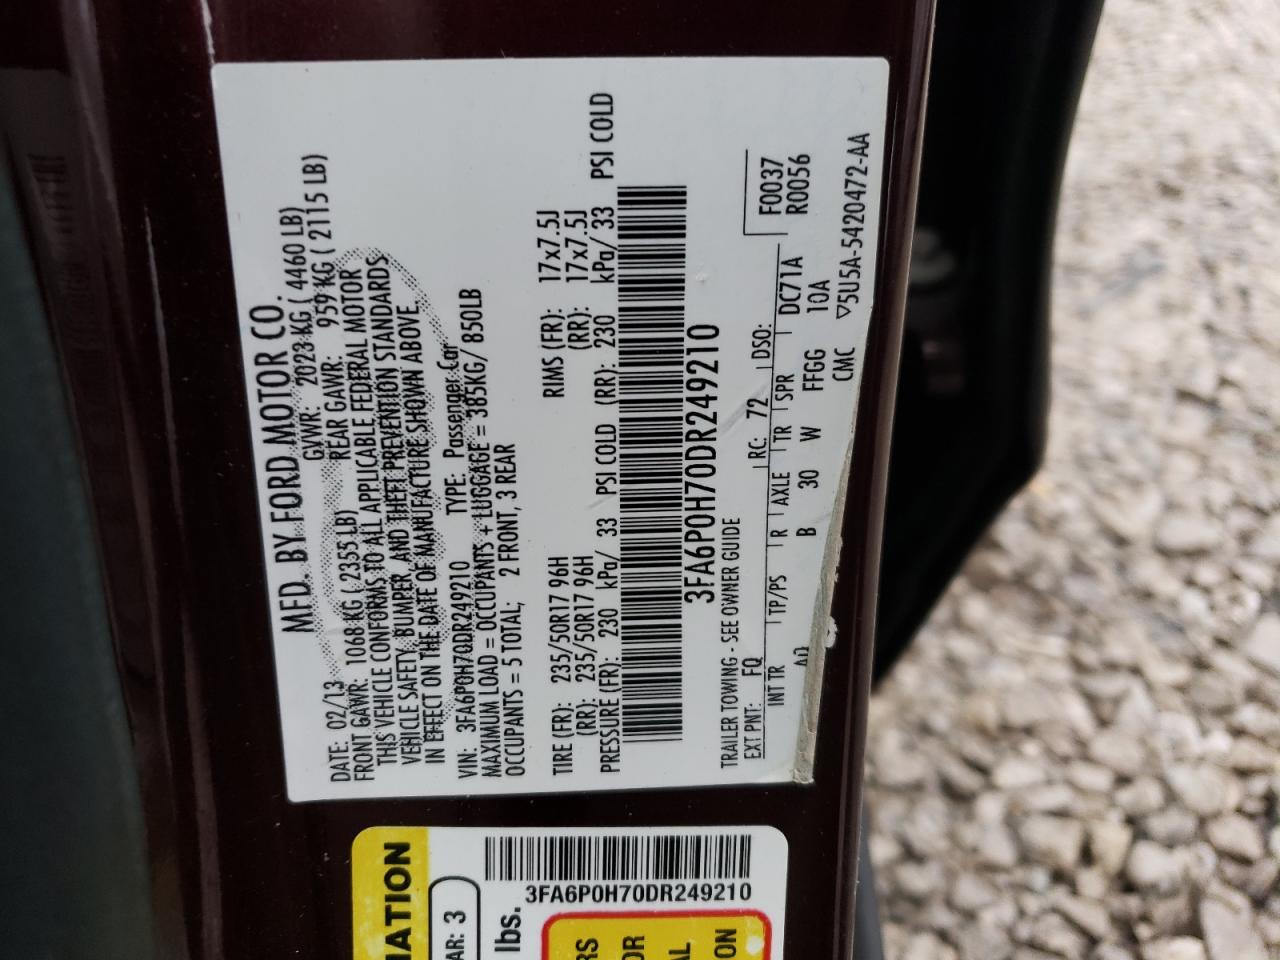 MFD. BY FORD MOTOR CO.
DATE: 02/13 GVWR: 2023 KG ( 4460 LB)
FRONT GAWR: 1068 KG ( 2355 LB) REAR GAWR: 959 KG ( 2115 LB)
THIS VEHICLE CONFORMS TO ALL APPLICABLE FEDERAL MOTOR
VEHICLE SAFETY, BUMPER, AND THEFT PREVENTION STANDARDS
IN EFFECT ON THE DATE OF MANUFACTURE SHOWN ABOVE.
VIN: 3FA6P0H70DR249210 TYPE: Passenger Car
MAXIMUM LOAD = OCCUPANTS + LUGGAGE = 385KG/ 850LB
OCCUPANTS = 5 TOTAL; 2 FRONT, 3 REAR
TIRE (FR): 235/50R17 96H RIMS (FR): 17x7.5J
(RR): 235/50R17 96H (RR): 17x7.5J
PRESSURE (FR): 230 kPa/ 33 PSI COLD (RR): 230 kPa/ 33 PSI COLD
3FA6P0H70DR249210
TRAILER TOWING - SEE OWNER GUIDE
F0037
R0056
EXT PNT: FQ RC: 72 DSO:
INT TR TP/PS R AXLE TR SPR DC71A
B 30 W FFGG 10A
CMC ▽5U5A-5420472-AA
3FA6P0H70DR249210
AR: 3
lbs.